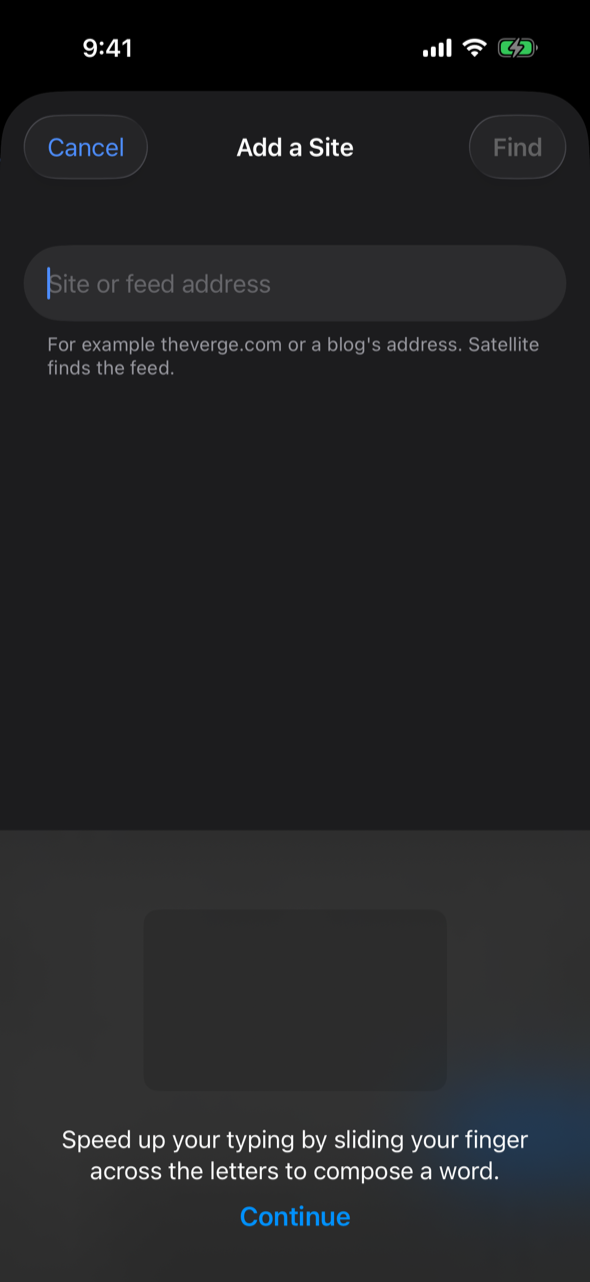 9:41
Cancel
Add a Site
Find
Site or feed address
For example theverge.com or a blog's address. Satellite
finds the feed.
Speed up your typing by sliding your finger
across the letters to compose a word.
Continue